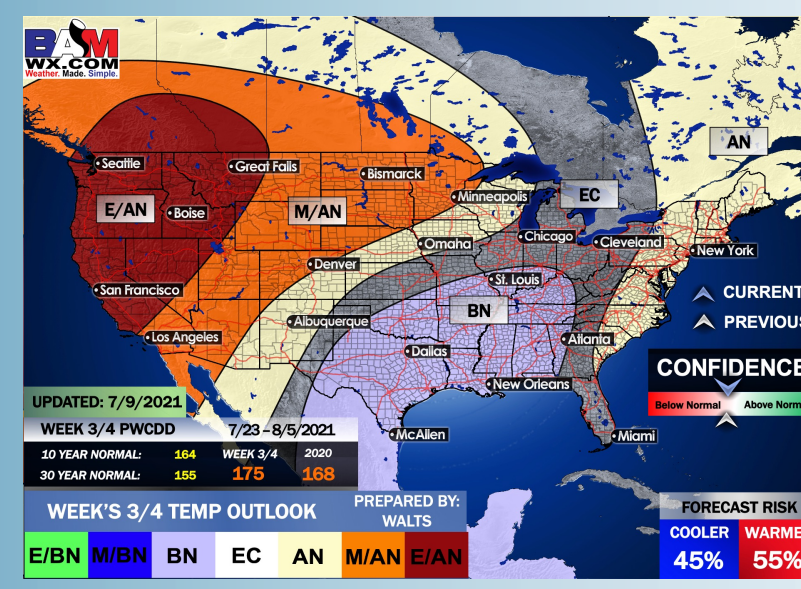 BAM
WX.COM
Weather. Made. Simple.
AN
Seattle
Great Falls
Bismarck
Minneapolis
EC
E/AN
Boise
M/AN
Omaha
Chicago
Cleveland
New York
Denver
St. Louis
San Francisco
CURRENT
BN
Albuquerque
PREVIOUS
Los Angeles
Atlanta
Dallas
CONFIDENCE
New Orleans
Below Normal
Above Norm
UPDATED: 7/9/2021
WEEK 3/4 PWCDD 7/23 - 8/5/2021
McAllen
Miami
10 YEAR NORMAL: 164 WEEK 3/4 2020
30 YEAR NORMAL: 155 175 168
WEEK'S 3/4 TEMP OUTLOOK
PREPARED BY:
WALTS
FORECAST RISK
COOLER WARME
45% 55%
E/BN M/BN BN EC AN M/AN E/AN